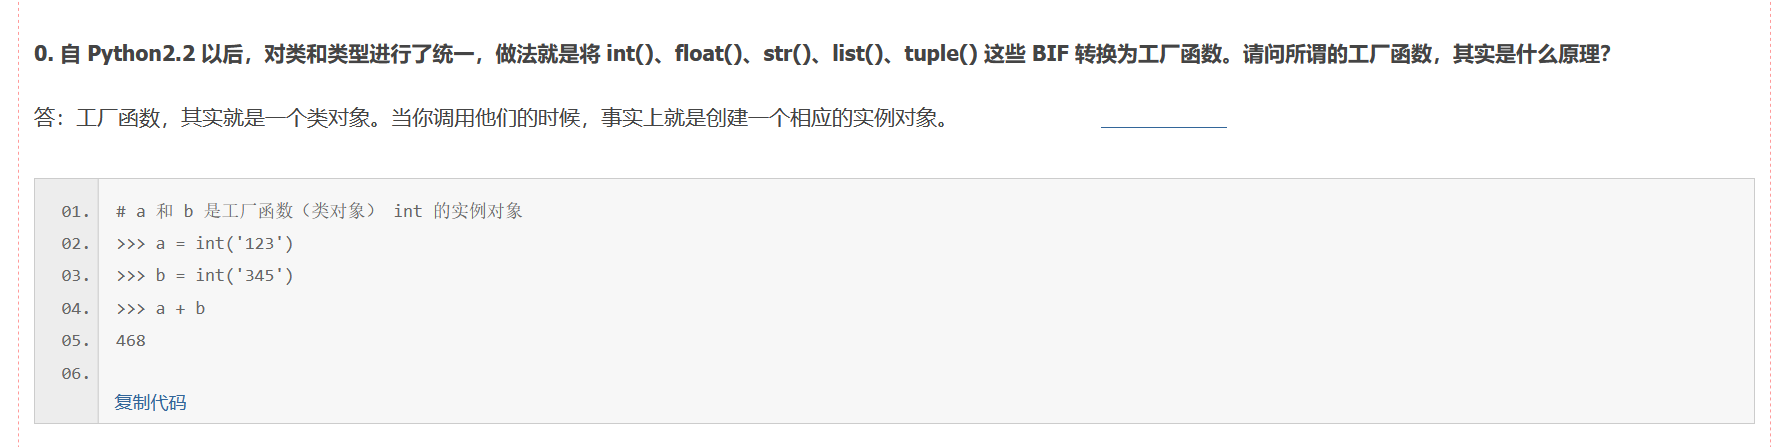 0. 自 Python2.2 以后，对类和类型进行了统一，做法就是将 int()、float()、str()、list()、tuple() 这些 BIF 转换为工厂函数。请问所谓的工厂函数，其实是什么原理？
答：工厂函数，其实就是一个类对象。当你调用他们的时候，事实上就是创建一个相应的实例对象。
01. # a 和 b 是工厂函数（类对象） int 的实例对象
02. >>> a = int('123')
03. >>> b = int('345')
04. >>> a + b
05. 468
06.
复制代码